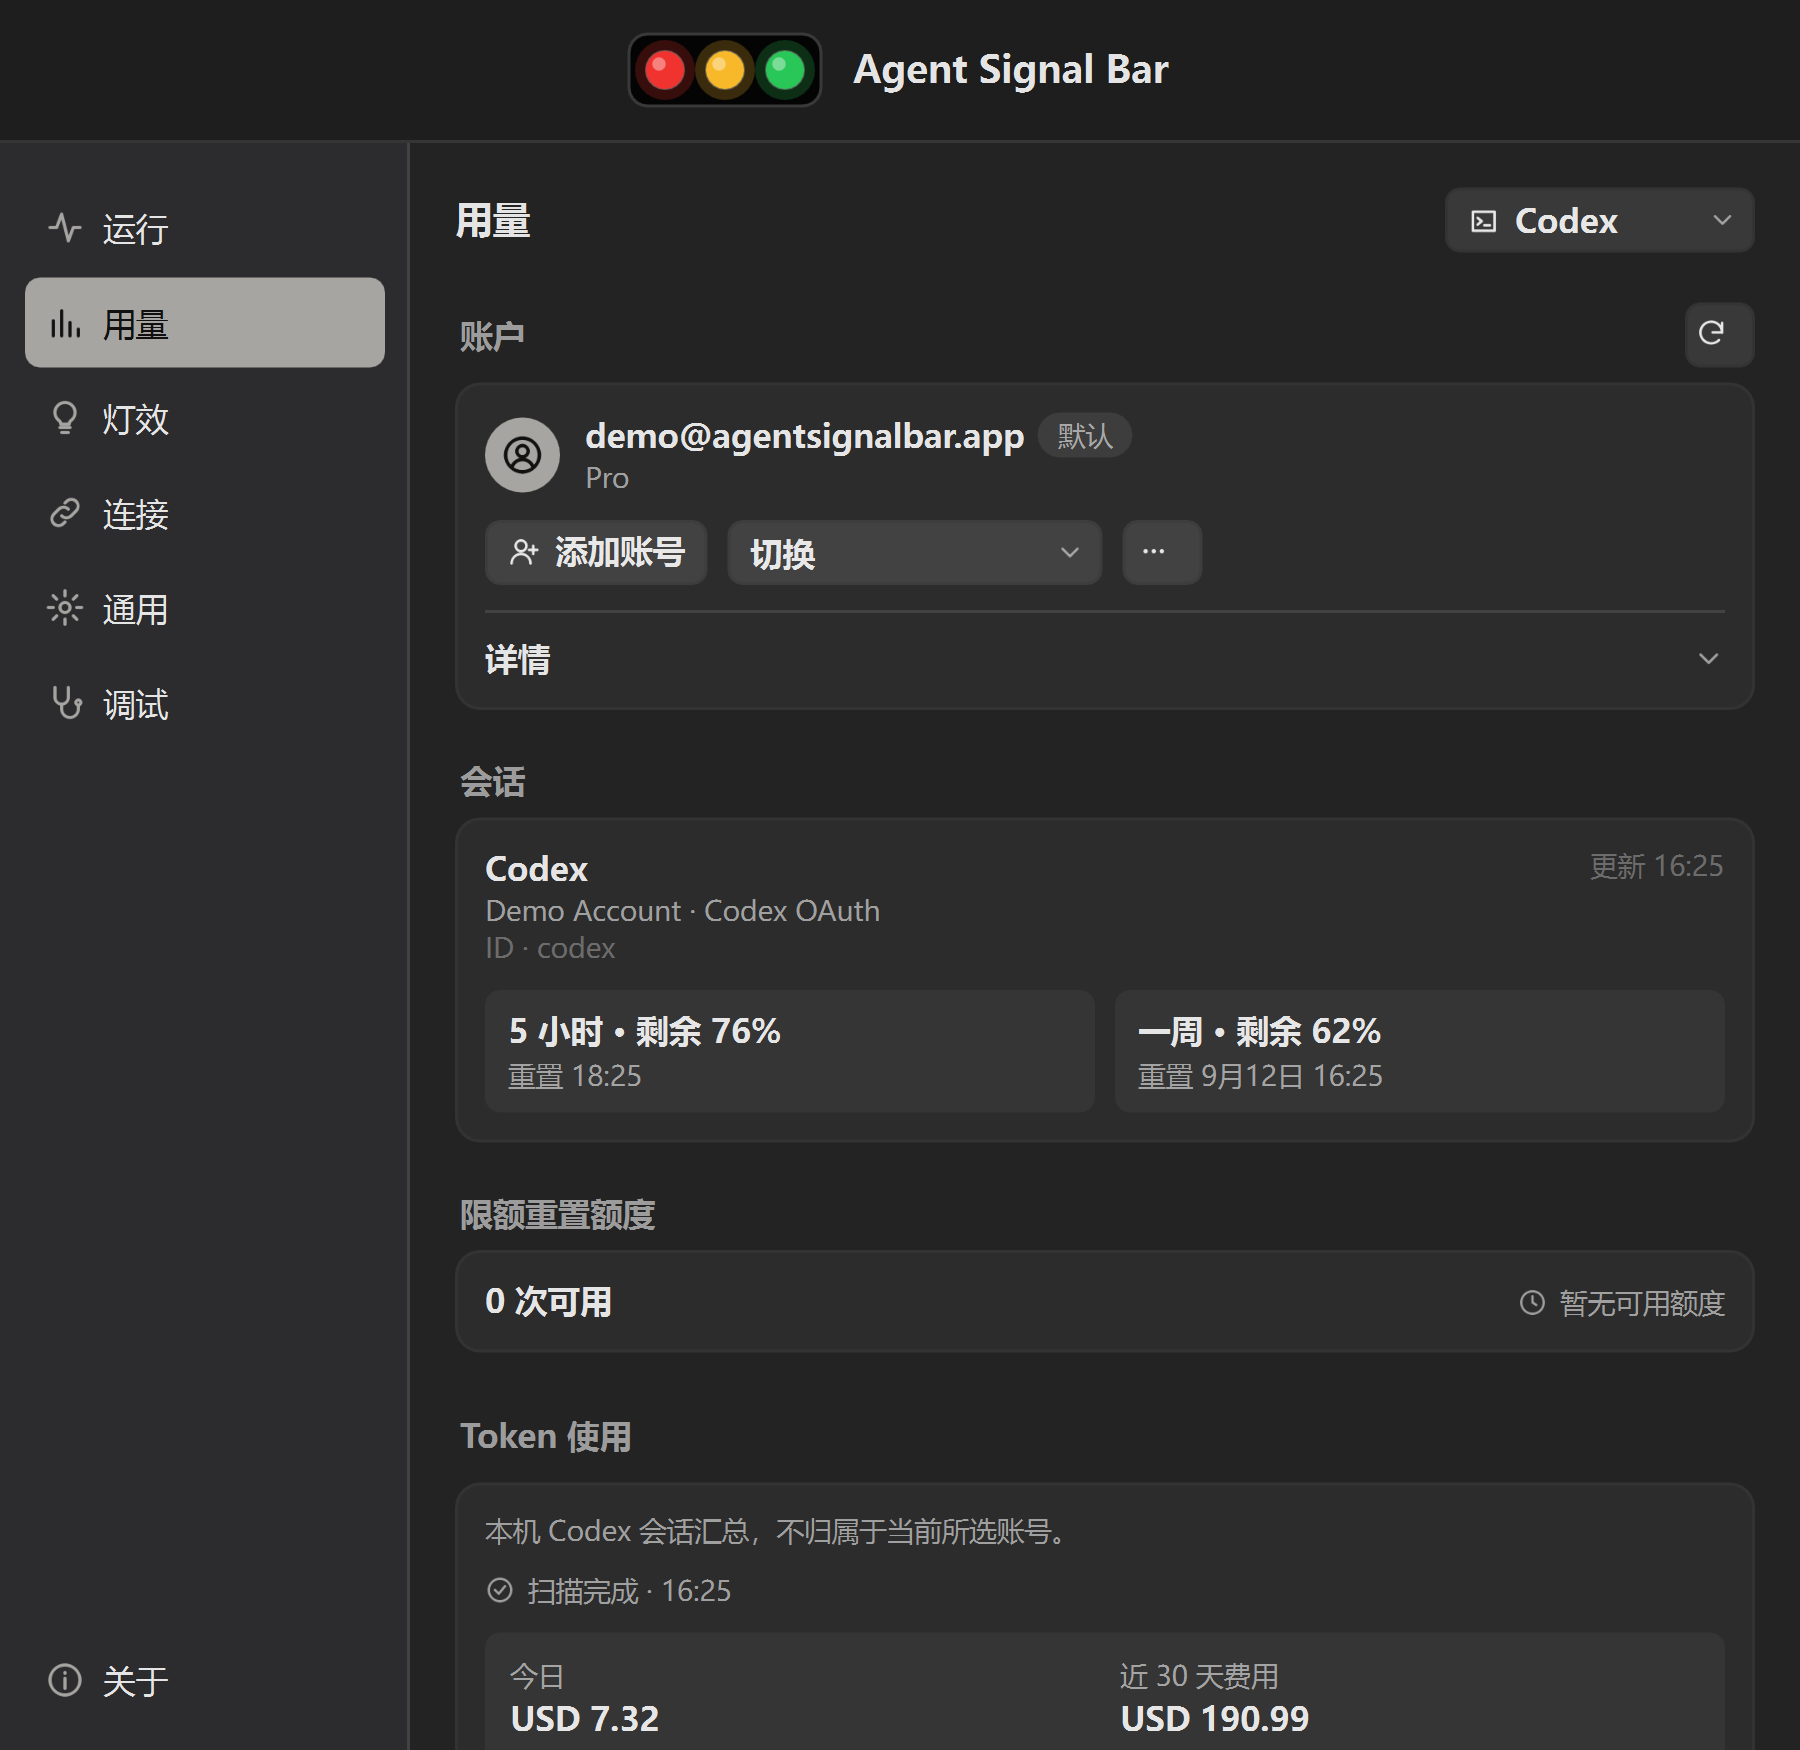 Agent Signal Bar
运行
用量
灯效
连接
通用
调试
关于
用量
Codex
账户
demo@agentsignalbar.app 默认
Pro
添加账号
切换
详情
会话
Codex
更新 16:25
Demo Account · Codex OAuth
ID · codex
5 小时 • 剩余 76%
重置 18:25
一周 • 剩余 62%
重置 9月12日 16:25
限额重置额度
0 次可用
暂无可用额度
Token 使用
本机 Codex 会话汇总，不归属于当前所选账号。
扫描完成 · 16:25
今日
USD 7.32
近 30 天费用
USD 190.99